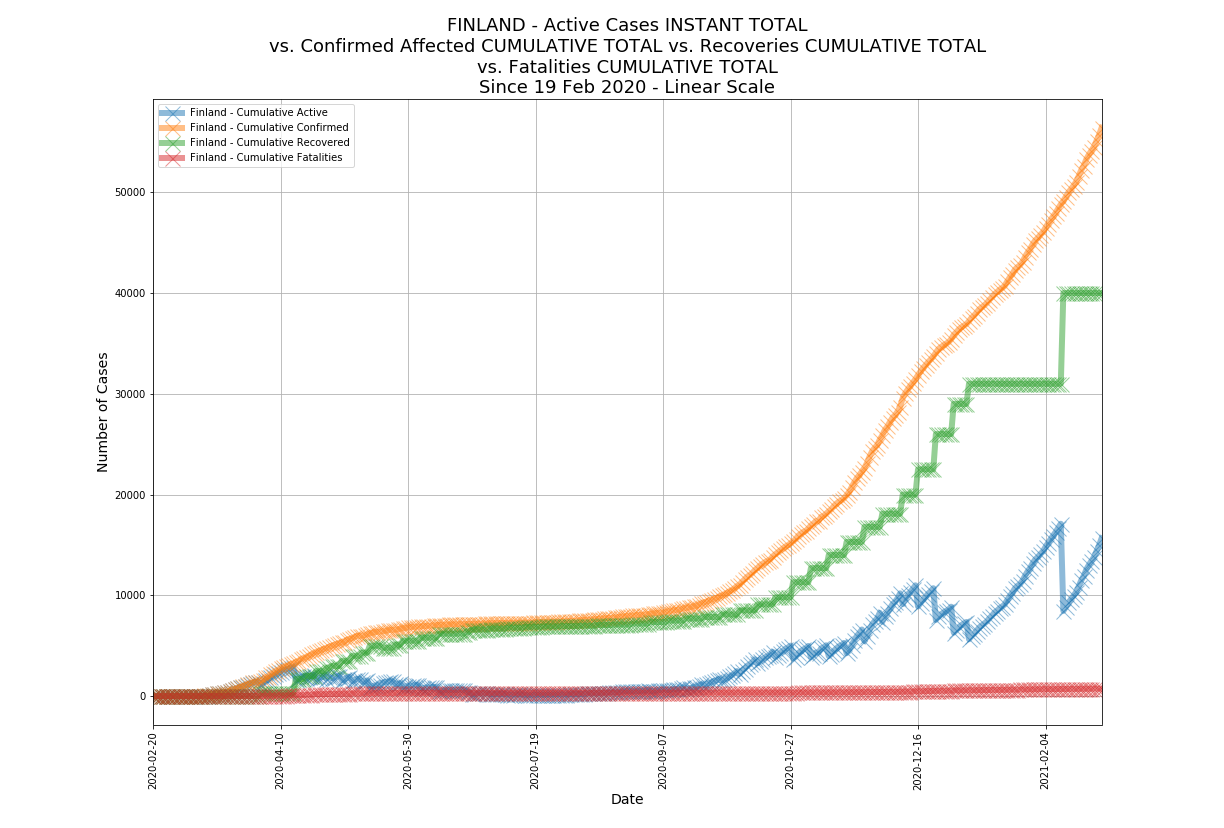 FINLAND - Active Cases INSTANT TOTAL
vs. Confirmed Affected CUMULATIVE TOTAL vs. Recoveries CUMULATIVE TOTAL
vs. Fatalities CUMULATIVE TOTAL
Since 19 Feb 2020 - Linear Scale
Finland - Cumulative Active
Finland - Cumulative Confirmed
Finland - Cumulative Recovered
Finland - Cumulative Fatalities
Number of Cases
50000
40000
30000
20000
10000
0
2020-02-20
2020-04-10
2020-05-30
2020-07-19
2020-09-07
2020-10-27
2020-12-16
2021-02-04
Date